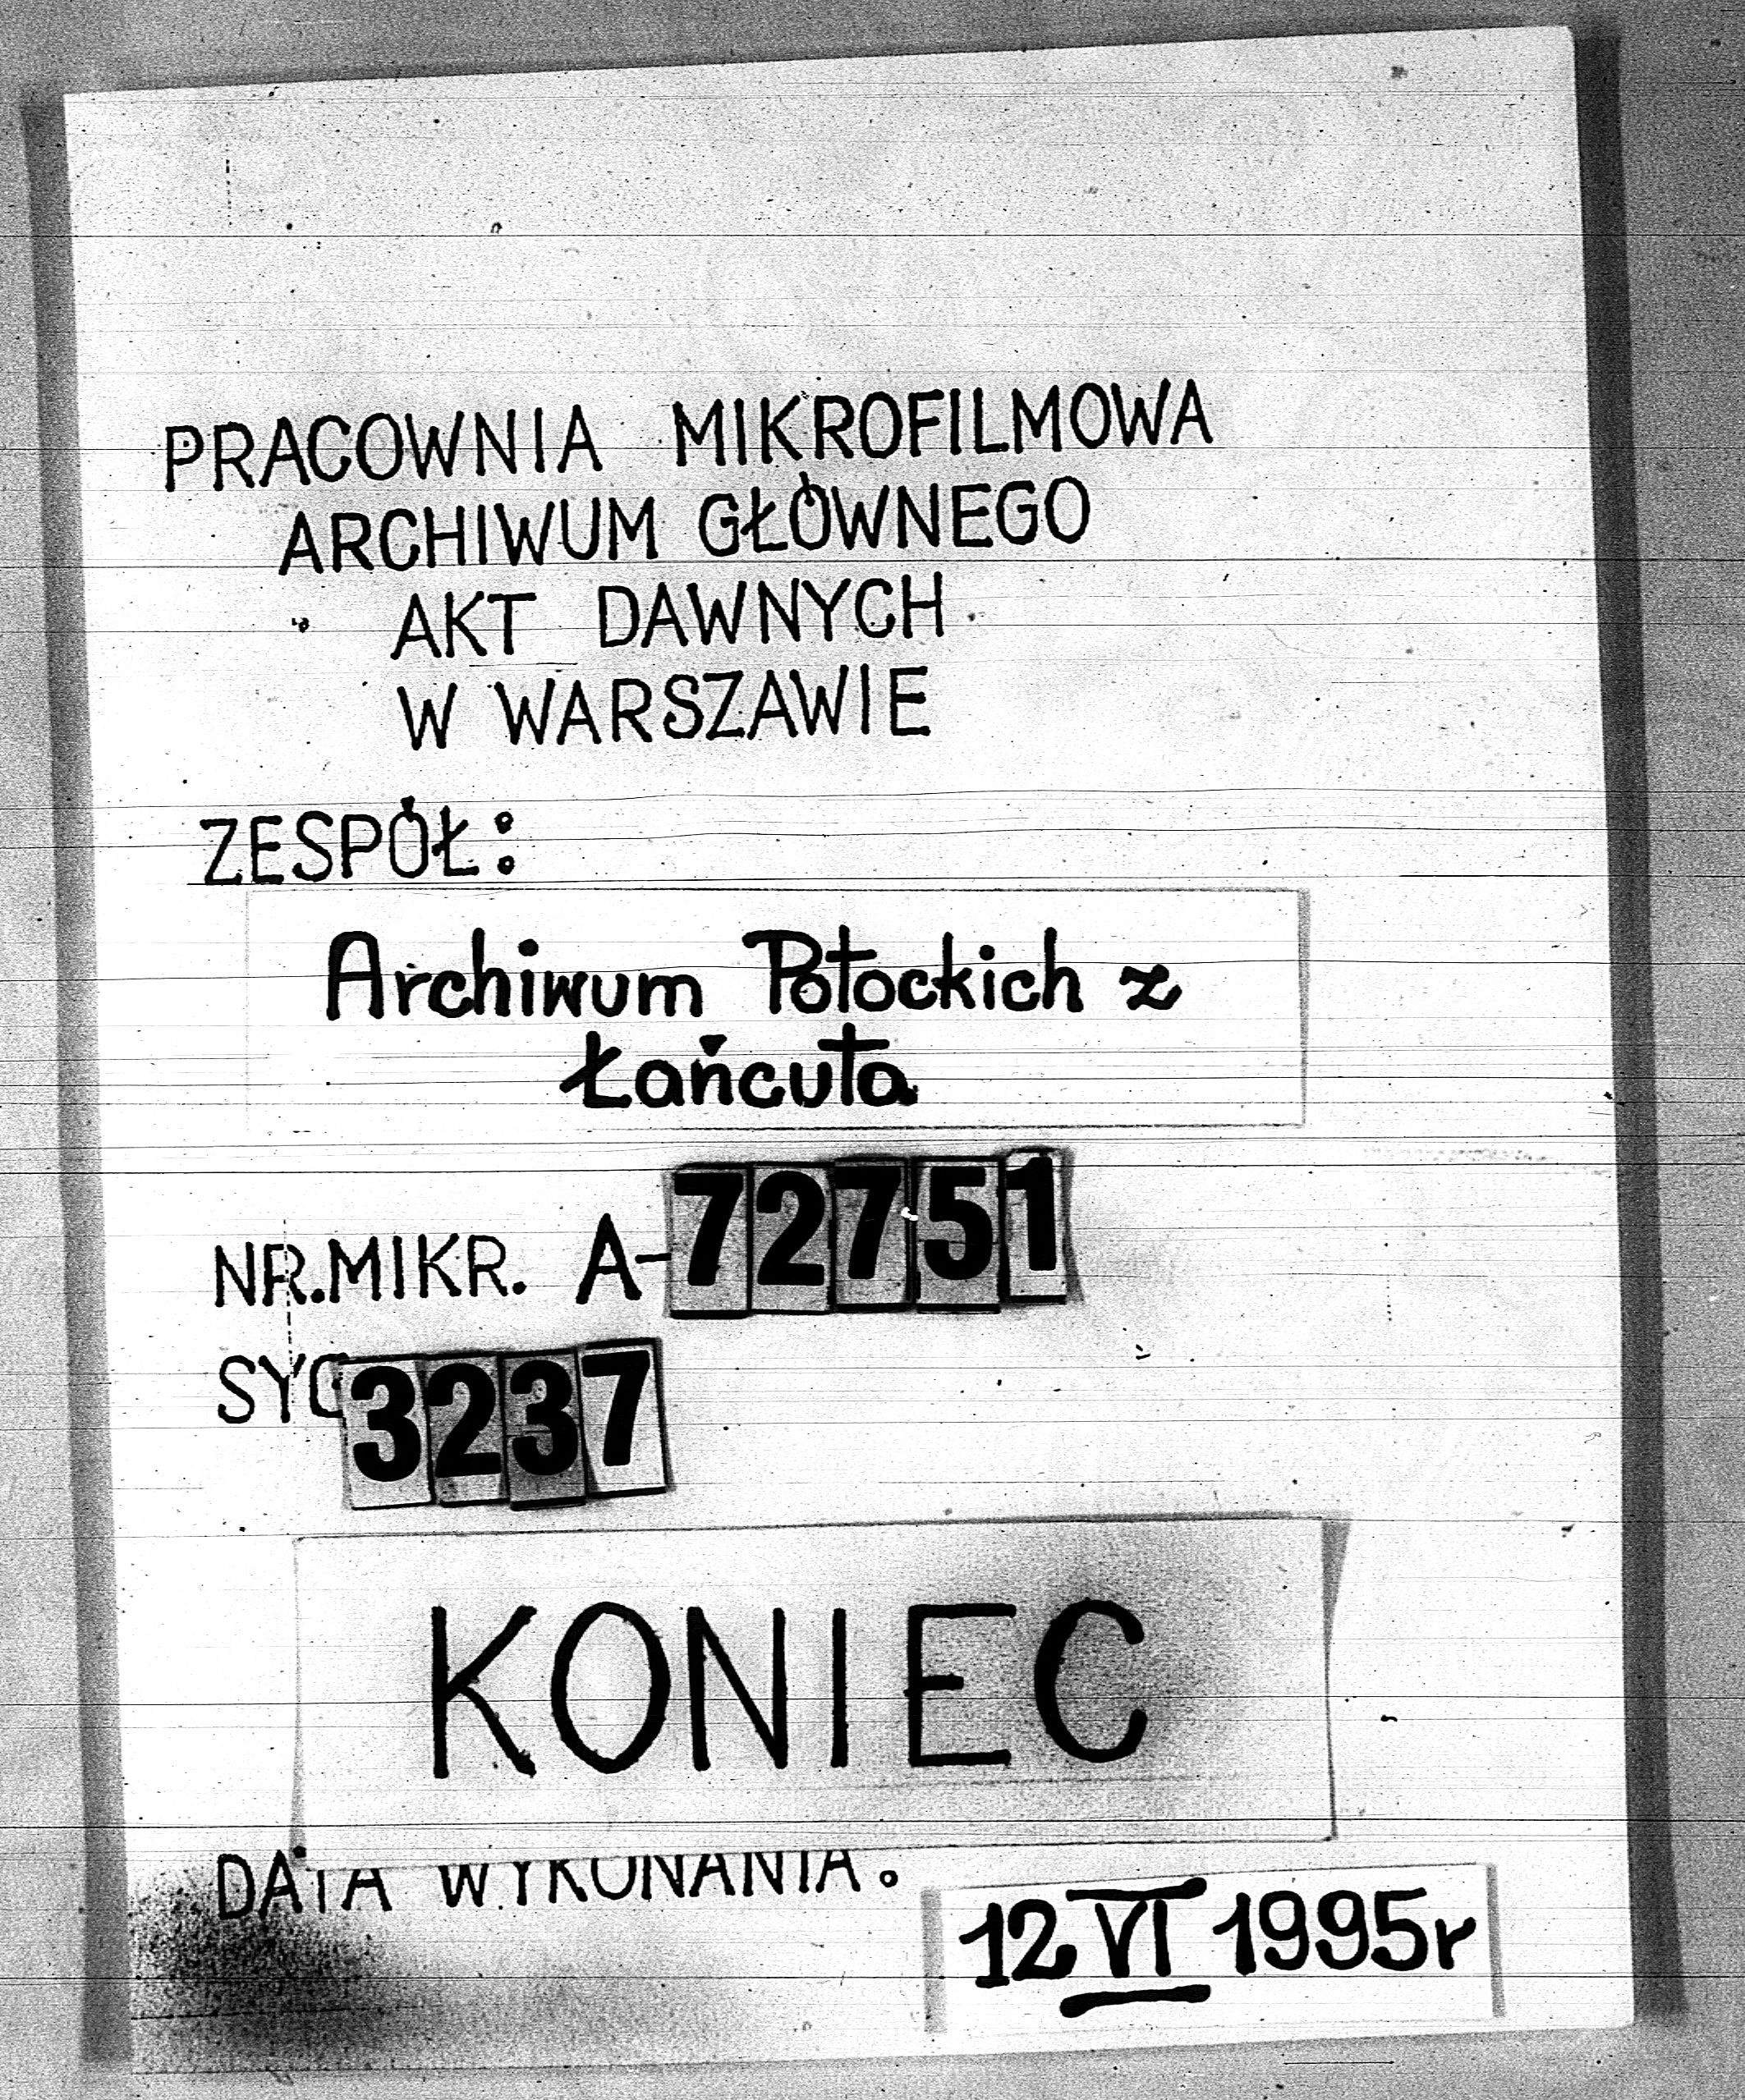 PRACOWNIA MIKROFILMOWA
ARCHIWUM GŁÓWNEGO
AKT DAWNYCH
W WARSZAWIE
ZESPÓŁ:
Archiwum Potockich z
Łańcuta
NR.MIKR. A-72751
SYG 3237
KONIEC
DATA WYKONANIA:
12 VI 1995r